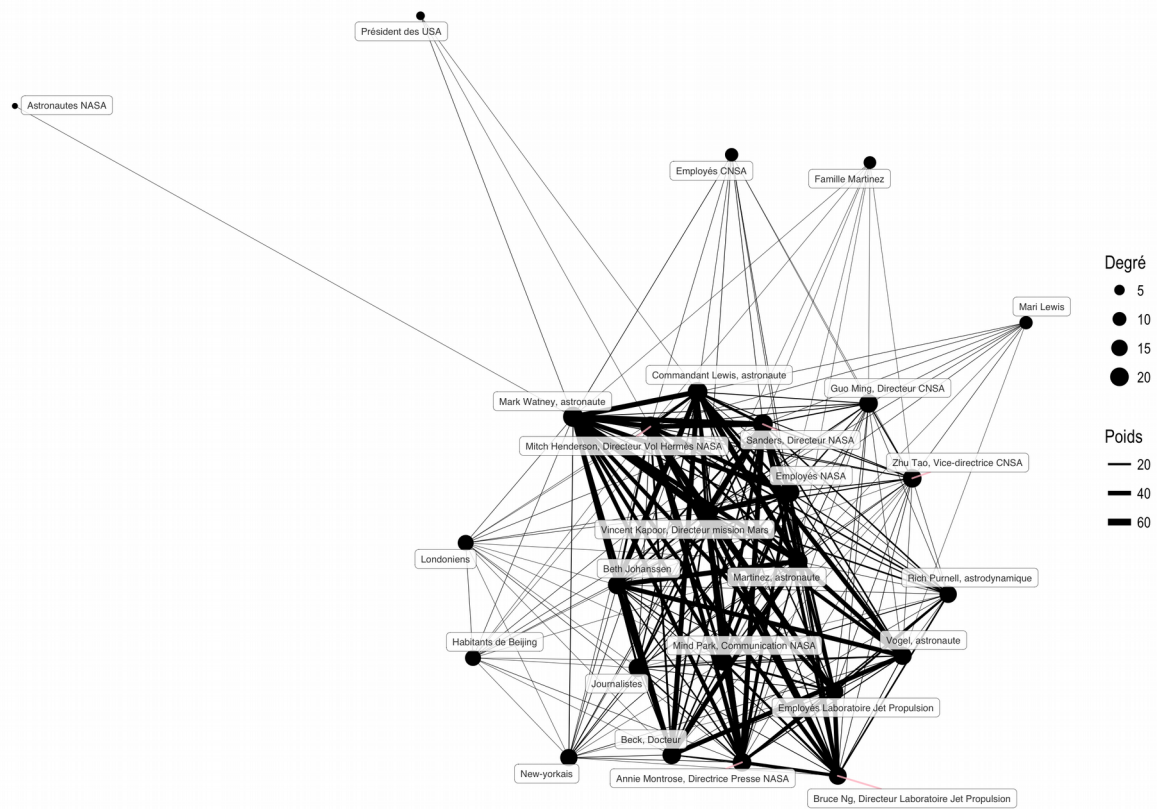 Président des USA
Astronautes NASA
Employés CNSA
Famille Martinez
Degré
5
10
15
20
Mari Lewis
Commandant Lewis, astronaute
Guo Ming, Directeur CNSA
Mark Watney, astronaute
Mitch Henderson, Directeur Vol Hermès NASA
Sanders, Directeur NASA
Poids
20
40
60
Zhu Tao, Vice-directrice CNSA
Employés NASA
Vincent Kapoor, Directeur mission Mars
Londoniens
Beth Johanssen
Martinez, astronaute
Rich Purnell, astrodynamique
Habitants de Beijing
Mind Park, Communication NASA
Vogel, astronaute
Journalistes
Employés Laboratoire Jet Propulsion
Beck, Docteur
New-yorkais
Annie Montrose, Directrice Presse NASA
Bruce Ng, Directeur Laboratoire Jet Propulsion